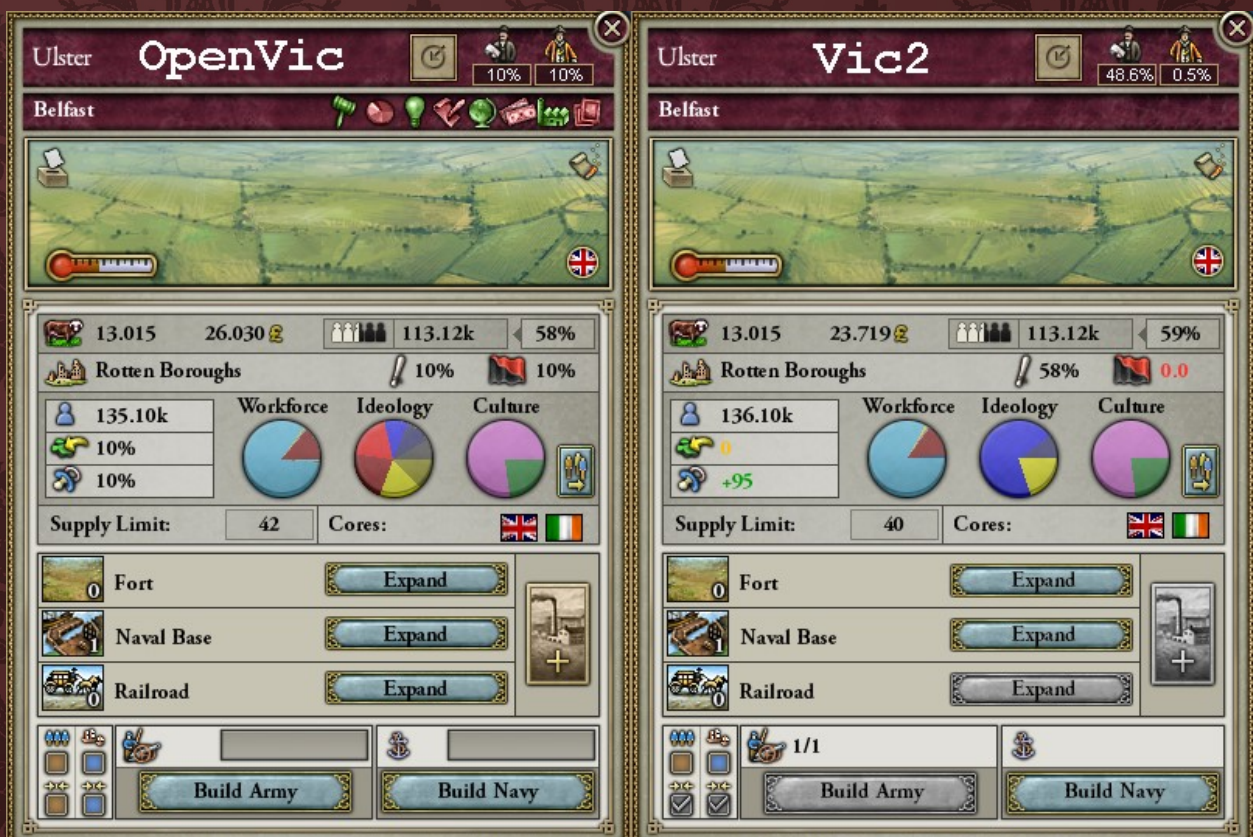 Ulster OpenVic 10% 10%
Belfast
13.015 26.030£ 113.12k 58%
Rotten Boroughs 10% 10%
Workforce Ideology Culture
135.10k
10%
10%
Supply Limit: 42 Cores:
0 Fort Expand
1 Naval Base Expand
0 Railroad Expand
Build Army Build Navy
Ulster Vic2 48.6% 0.5%
Belfast
13.015 23.719£ 113.12k 59%
Rotten Boroughs 58% 0.0
Workforce Ideology Culture
136.10k
0
+95
Supply Limit: 40 Cores:
0 Fort Expand
1 Naval Base Expand
0 Railroad Expand
1/1
Build Army Build Navy